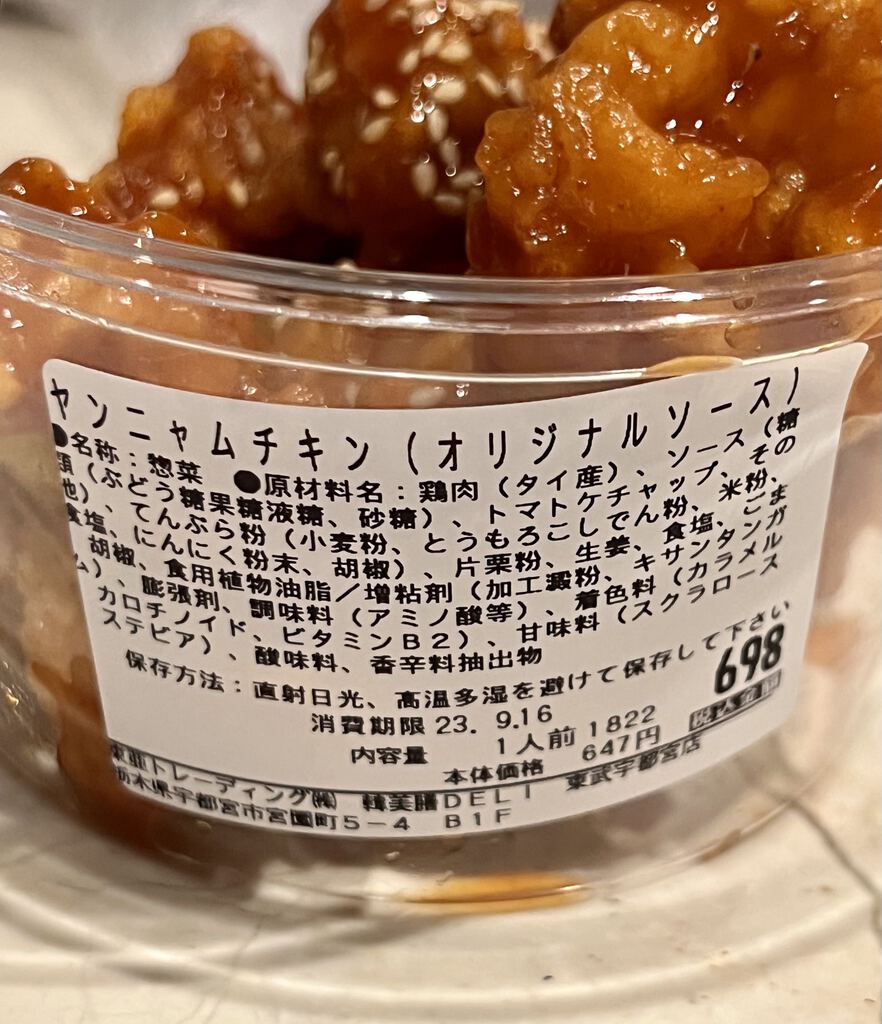 ヤンニャムチキン(オリジナルソース)
●名称:惣菜 ●原材料名:鶏肉(タイ産)、ソース(糖
類(ぶどう糖果糖液糖、砂糖)、トマトケチャップ、その
他)、てんぷら粉(小麦粉、とうもろこしでん粉、米粉、
食塩、にんにく粉末、胡椒)、片栗粉、生姜、食塩、ごま
、胡椒、食用植物油脂/増粘剤(加工澱粉、キサンタンガ
ム)、膨張剤、調味料(アミノ酸等)、着色料(カラメル
カロチノイド、ビタミンB2)、甘味料(スクラロース
ステビア)、酸味料、香辛料抽出物
保存方法:直射日光、高温多湿を避けて保存して下さい
消費期限 23. 9.16
698
内容量 1人前 1822
税込金額
本体価格 647円
東亜トレーディング㈱ 韓美膳DELI 東武宇都宮店
栃木県宇都宮市宮園町5-4 B1F